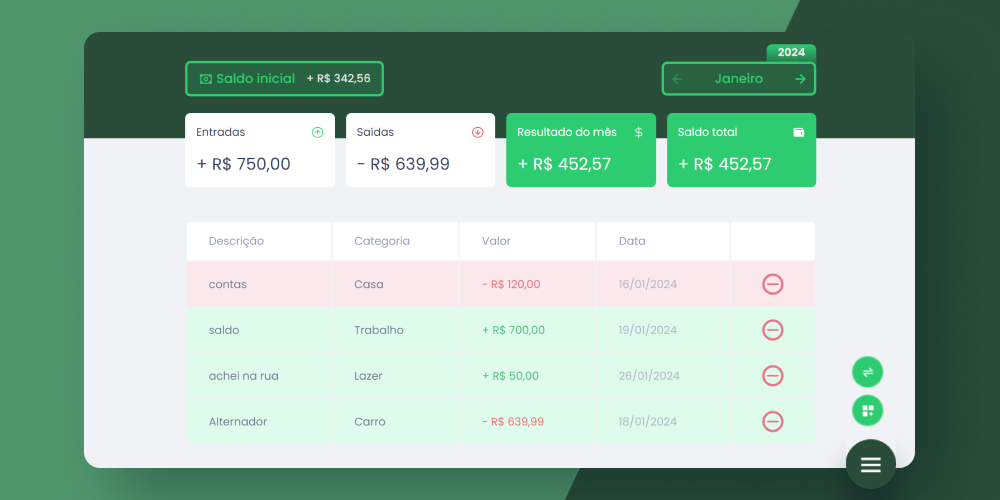 2024
Saldo inicial + R$ 342,56
Janeiro
Entradas
+ R$ 750,00
Saídas
- R$ 639,99
Resultado do mês
+ R$ 452,57
Saldo total
+ R$ 452,57
Descrição Categoria Valor Data
contas Casa - R$ 120,00 16/01/2024
saldo Trabalho + R$ 700,00 19/01/2024
achei na rua Lazer + R$ 50,00 26/01/2024
Alternador Carro - R$ 639,99 18/01/2024